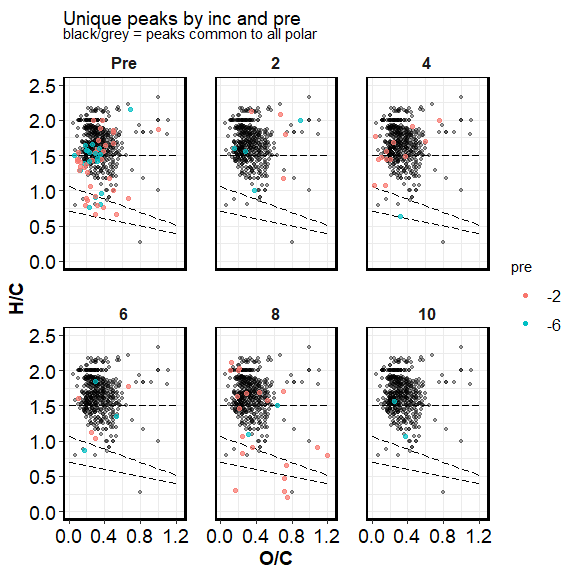 Unique peaks by inc and pre
black/grey = peaks common to all polar
Pre 2 4
2.5
2.0
1.5
1.0
0.5
0.0
H/C
pre
-2
-6
6 8 10
2.5
2.0
1.5
1.0
0.5
0.0
0.0 0.4 0.8 1.2 0.0 0.4 0.8 1.2 0.0 0.4 0.8 1.2
O/C